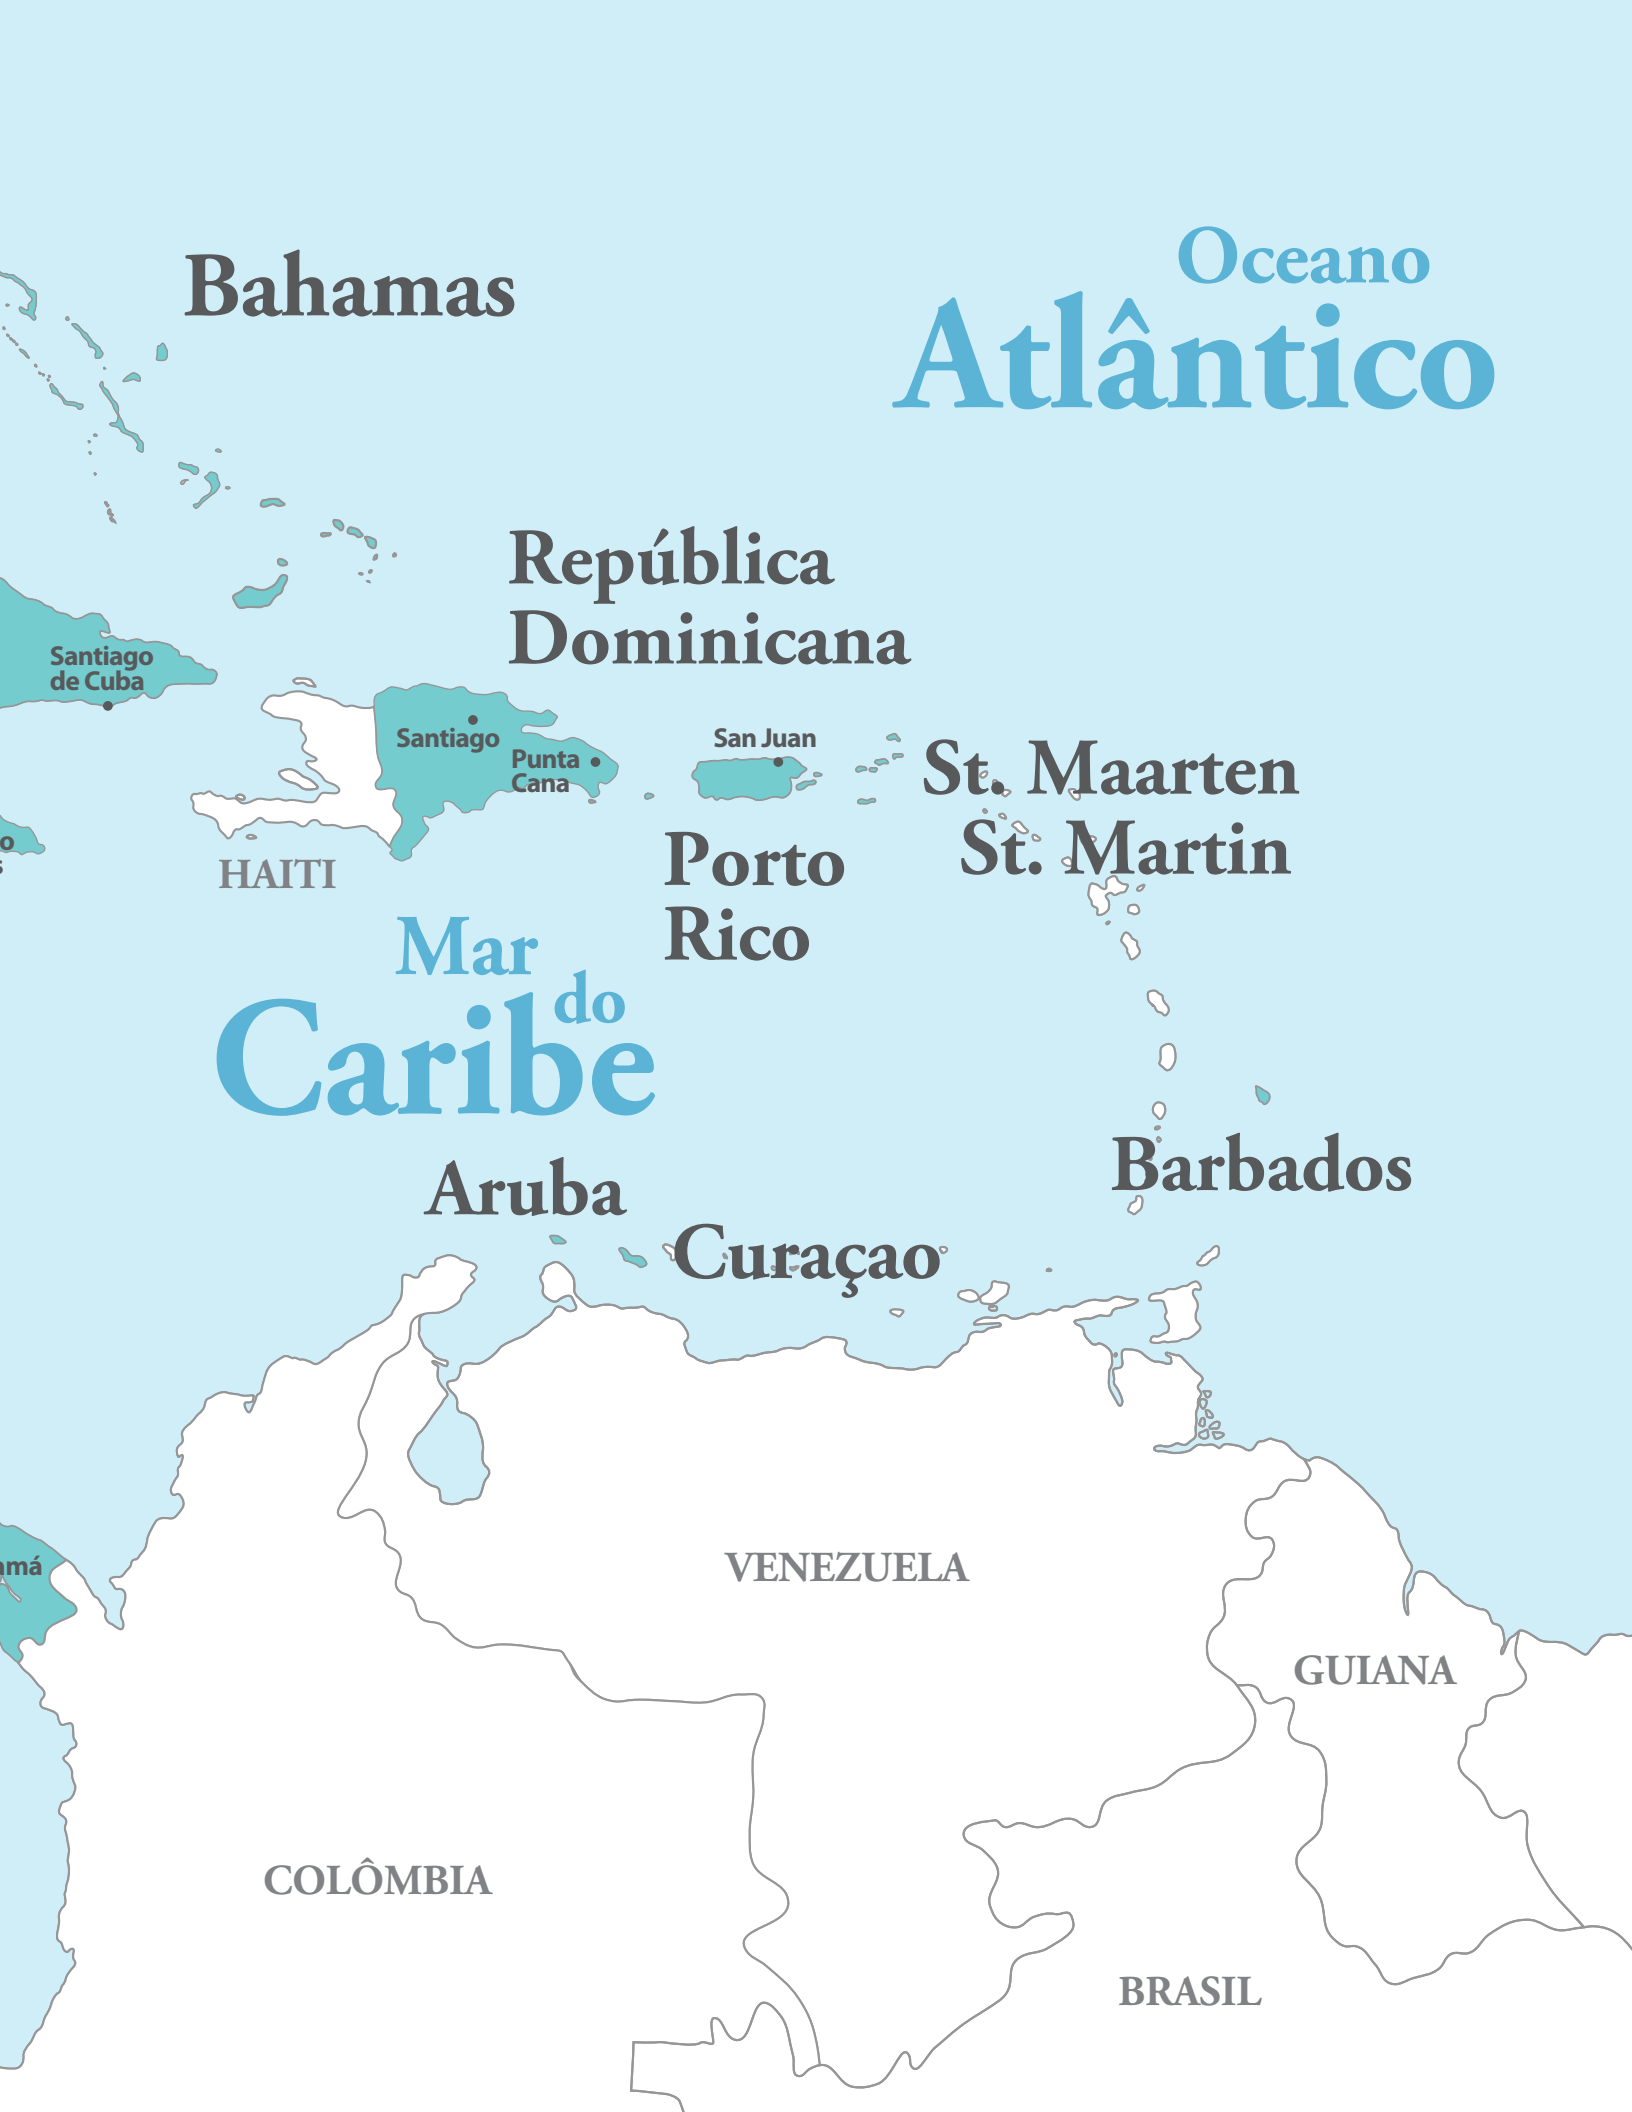 Oceano
Atlântico
Bahamas
República
Dominicana
Santiago
de Cuba
Santiago
Punta
Cana
San Juan
St. Maarten
St. Martin
Porto
Rico
HAITI
Mar
do
Caribe
Aruba
Curaçao
Barbados
amá
VENEZUELA
GUIANA
COLÔMBIA
BRASIL